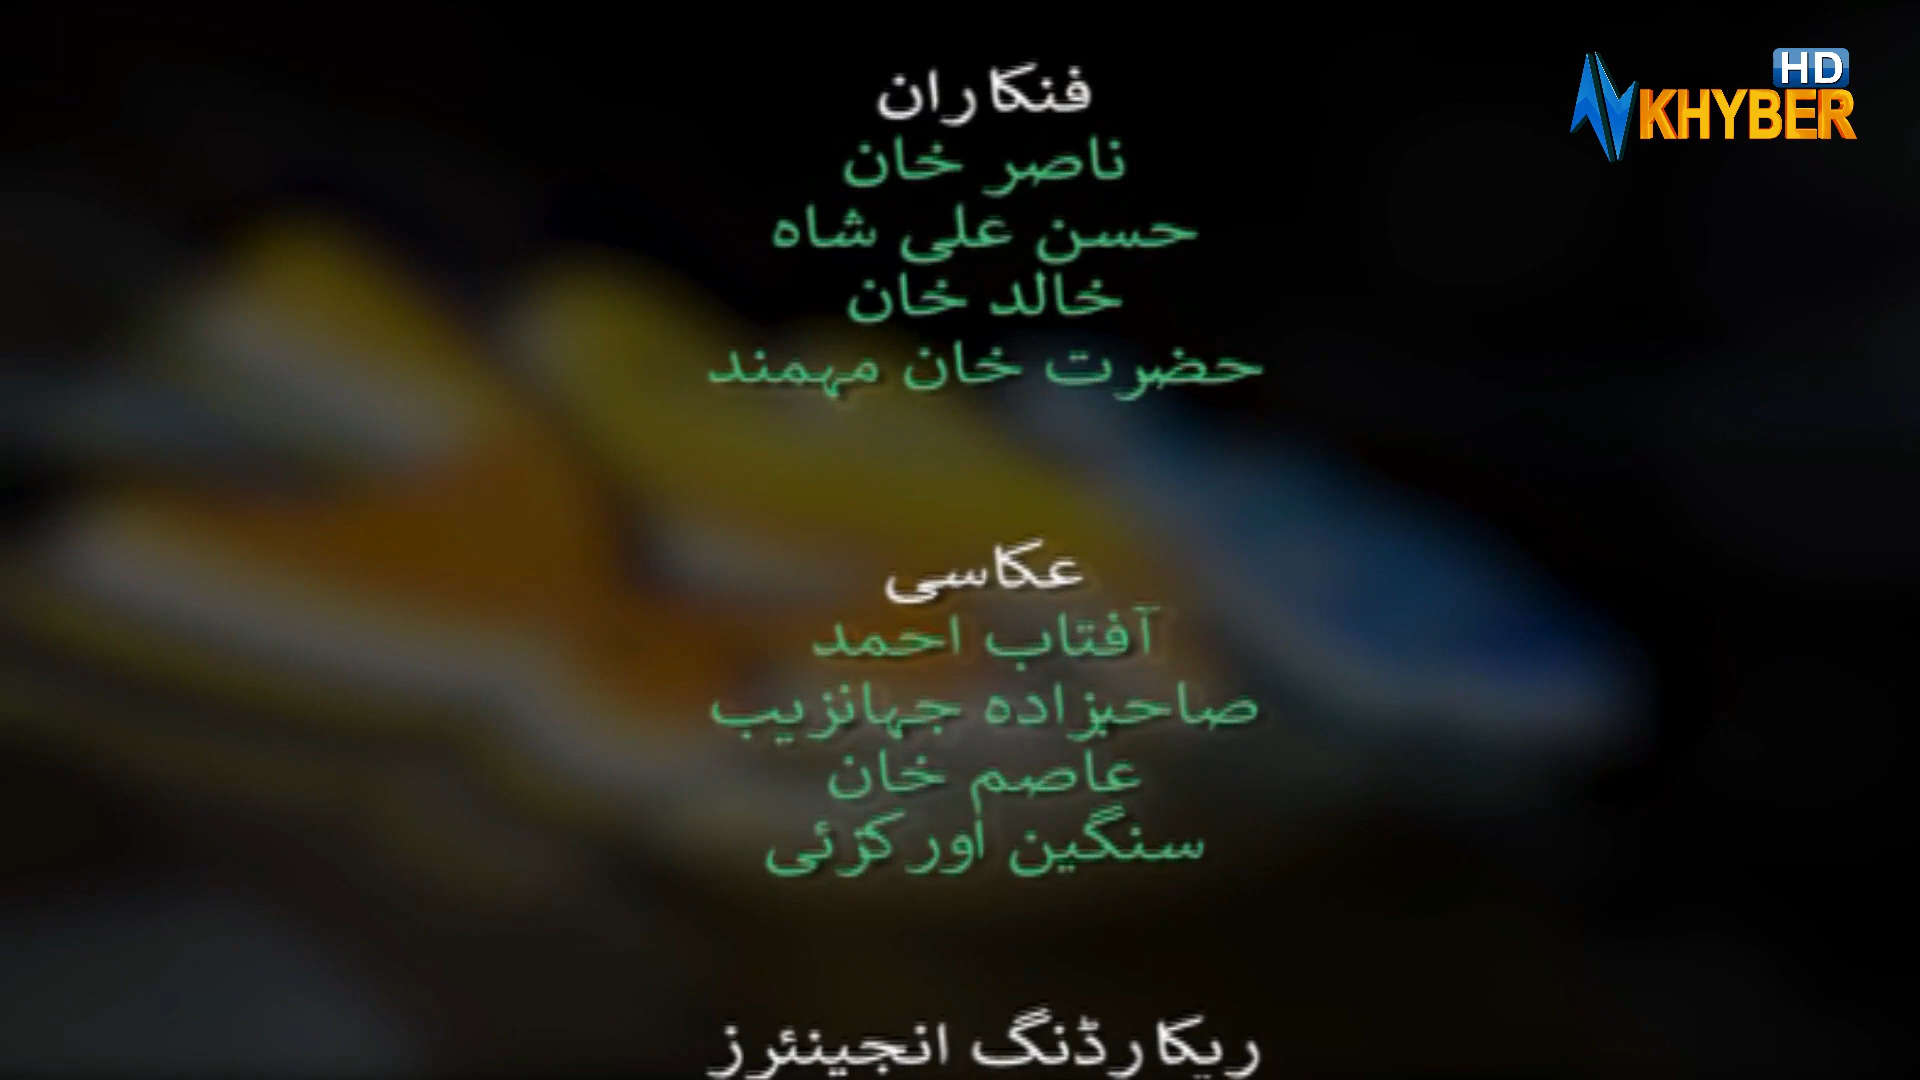 HD
AVT KHYBER
فنکاران
ناصر خان
حسن علی شاہ
خالد خان
حضرت خان مہمند
عکاسی
آفتاب احمد
صاحبزادہ جہانزیب
عاصم خان
سنگین اورکزئی
ریکارڈنگ انجینئرز